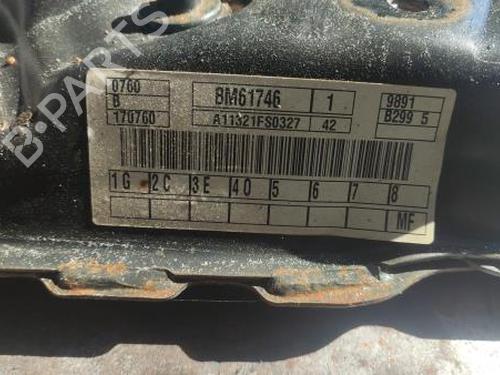 0760 BM61746 1 9891
B B299 5
170760 A11321FS0327 42
1G 2C 3E 40 5 6 7 8
MF
B-PARTS